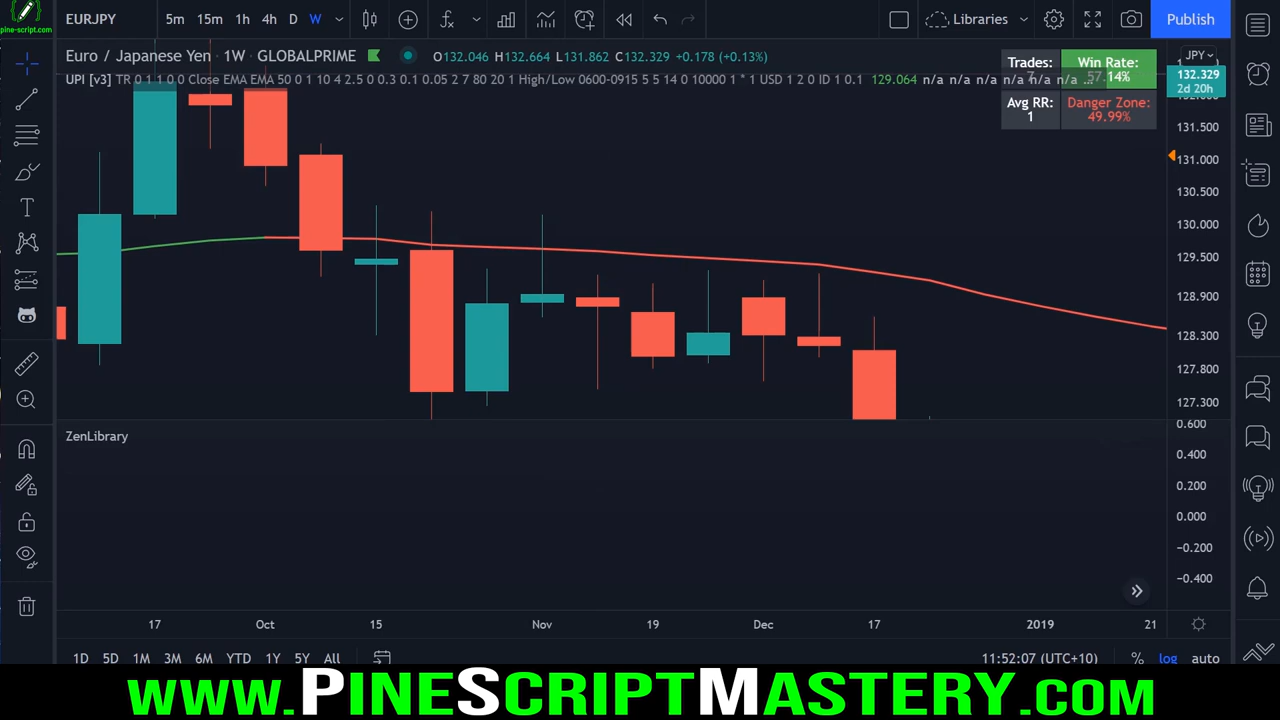 pine-script.com
EURJPY 5m 15m 1h 4h D W Libraries Publish
Euro / Japanese Yen · 1W · GLOBALPRIME O132.046 H132.664 L131.862 C132.329 +0.178 (+0.13%)
UPI [v3] TR 0 1 1 0 0 Close EMA EMA 50 0 1 10 4 2.5 0 0.3 0.1 0.05 2 7 80 20 1 High/Low 0600-0915 5 5 14 0 10000 1 * 1 USD 1 2 0 ID 1 0.1 129.064 n/a n/a n/a n/a n/a n/a ...
Trades: Win Rate:
7 57.14%
Avg RR: Danger Zone:
1 49.99%
JPY
132.329
2d 20h
131.500
131.000
130.500
130.000
129.500
128.900
128.300
127.800
127.300
ZenLibrary
0.600
0.400
0.200
0.000
−0.200
−0.400
17 Oct 15 Nov 19 Dec 17 2019 21
1D 5D 1M 3M 6M YTD 1Y 5Y All 11:52:07 (UTC+10) % log auto
www.PineScriptMastery.com